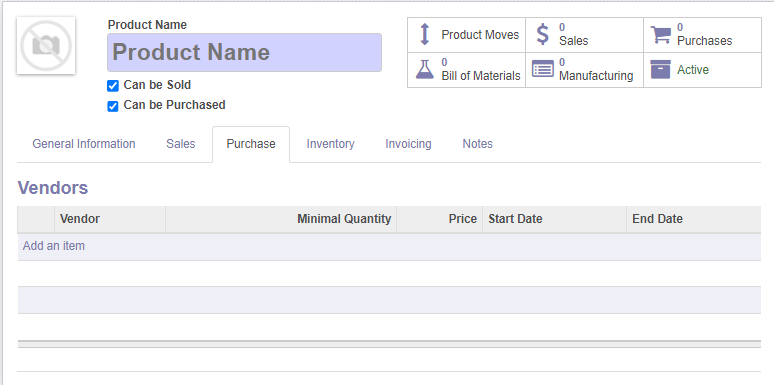 Product Name
Product Name
Can be Sold
Can be Purchased
Product Moves
0
Sales
0
Purchases
0
Bill of Materials
0
Manufacturing
Active
General Information Sales Purchase Inventory Invoicing Notes
Vendors
Vendor Minimal Quantity Price Start Date End Date
Add an item